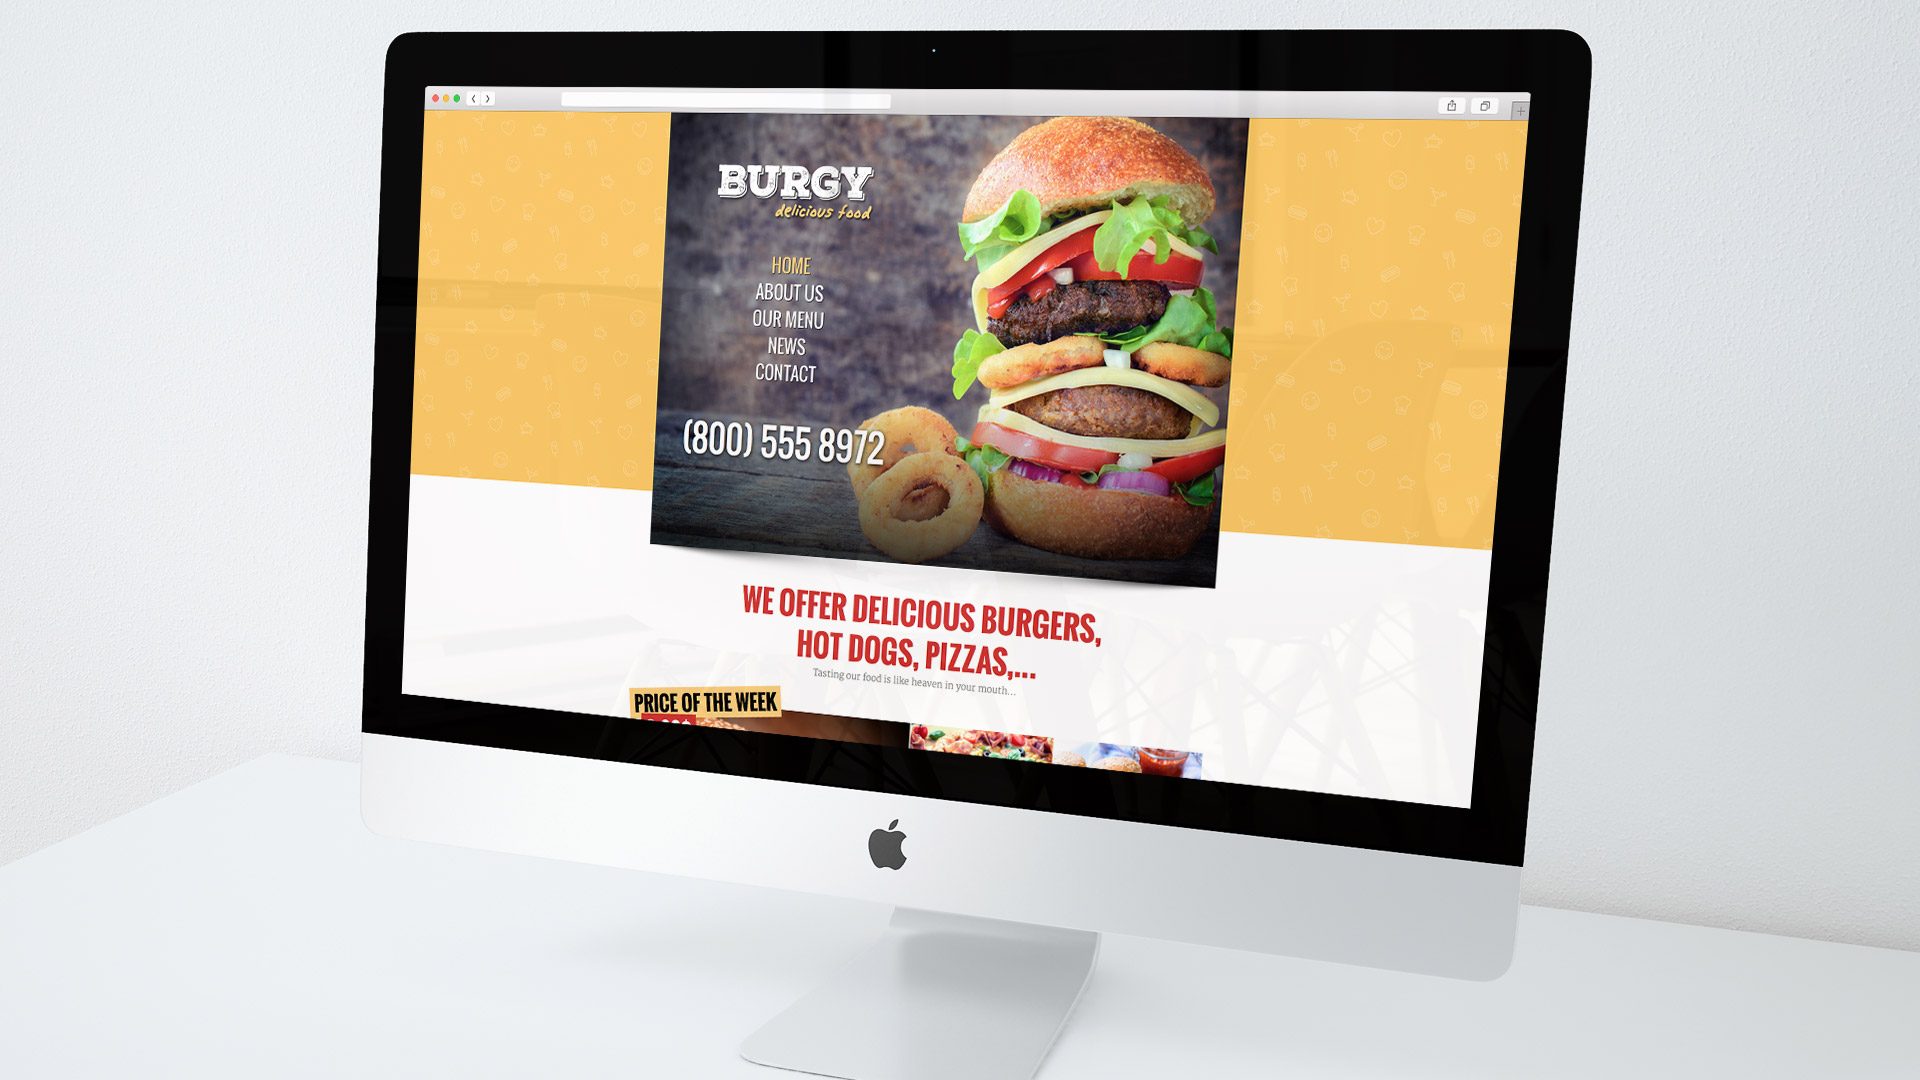 BURGY
delicious food
HOME
ABOUT US
OUR MENU
NEWS
CONTACT
(800) 555 8972
WE OFFER DELICIOUS BURGERS,
HOT DOGS, PIZZAS,...
Tasting our food is like heaven in your mouth...
PRICE OF THE WEEK